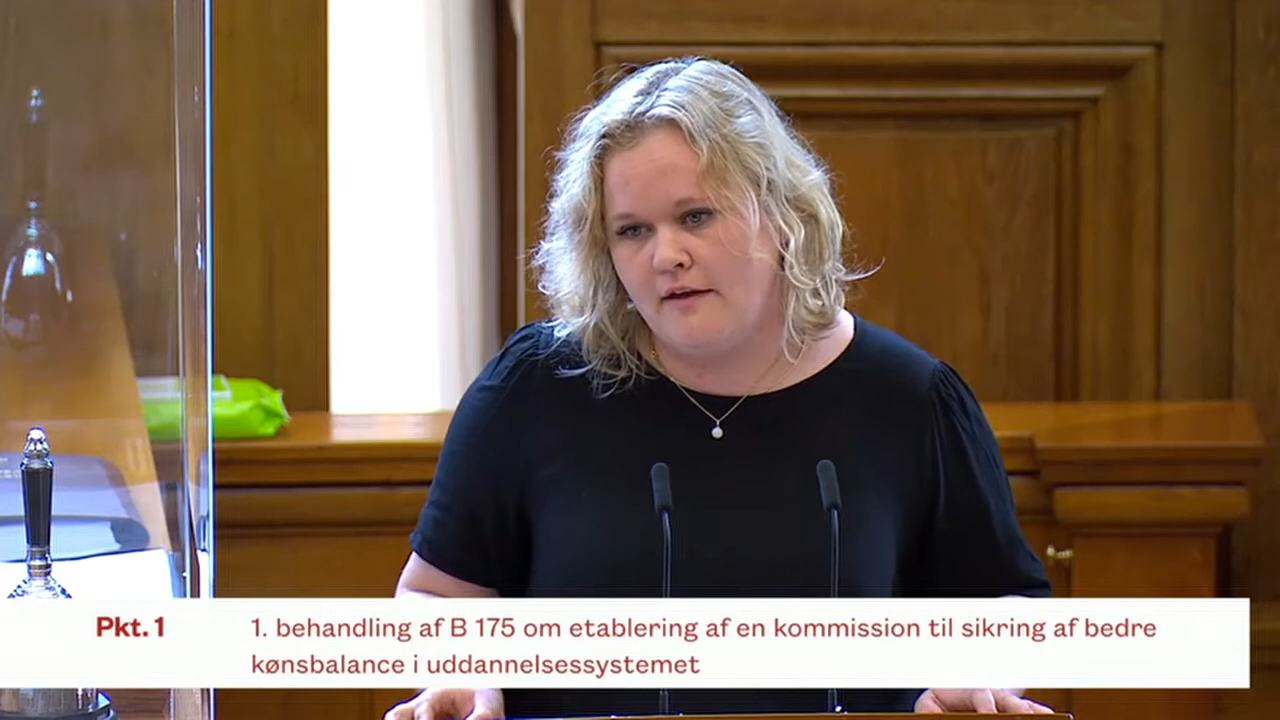 Pkt. 1
1. behandling af B 175 om etablering af en kommission til sikring af bedre
kønsbalance i uddannelsessystemet